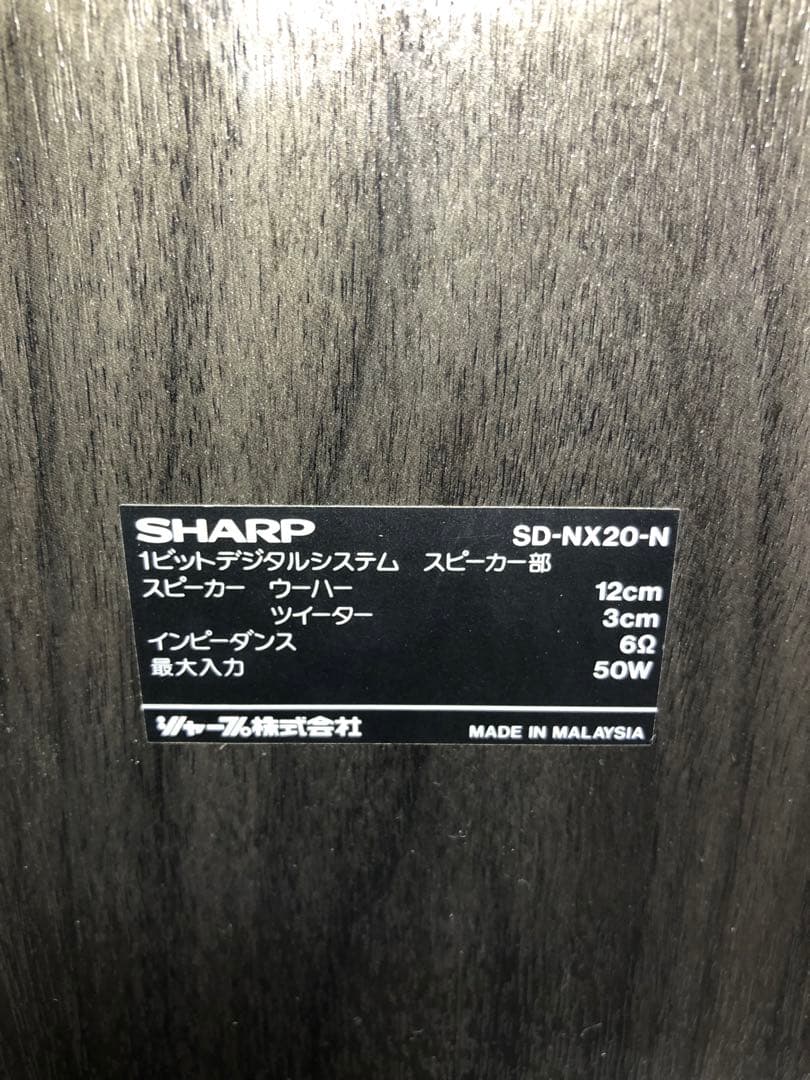 SHARP SD-NX20-N
1ビットデジタルシステム スピーカー部
スピーカー ウーハー 12cm
ツイーター 3cm
インピーダンス 6Ω
最大入力 50W
シャープ株式会社 MADE IN MALAYSIA